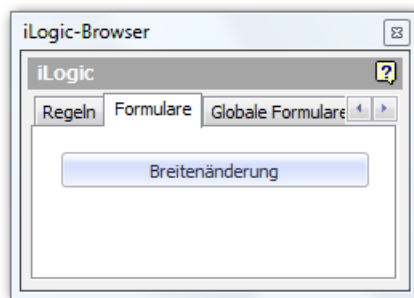 iLogic-Browser
iLogic
Regeln Formulare Globale Formulare
Breitenänderung